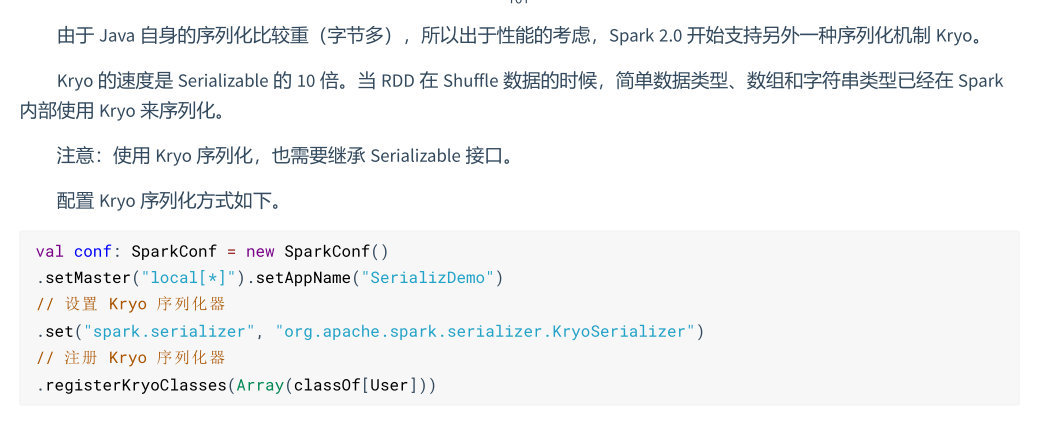 由于 Java 自身的序列化比较重（字节多），所以出于性能的考虑，Spark 2.0 开始支持另外一种序列化机制 Kryo。
Kryo 的速度是 Serializable 的 10 倍。当 RDD 在 Shuffle 数据的时候，简单数据类型、数组和字符串类型已经在 Spark
内部使用 Kryo 来序列化。
注意：使用 Kryo 序列化，也需要继承 Serializable 接口。
配置 Kryo 序列化方式如下。
val conf: SparkConf = new SparkConf()
.setMaster("local[*]").setAppName("SerializDemo")
// 设置 Kryo 序列化器
.set("spark.serializer", "org.apache.spark.serializer.KryoSerializer")
// 注册 Kryo 序列化器
.registerKryoClasses(Array(classOf[User]))